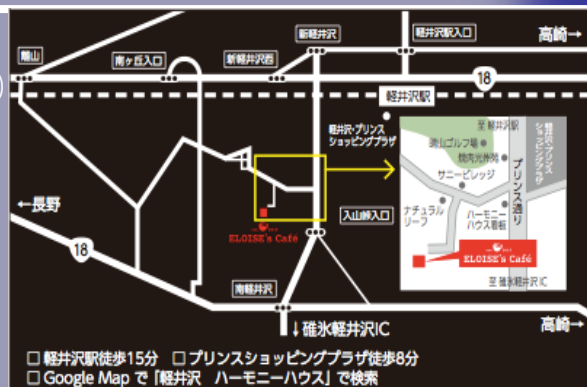 新軽井沢
軽井沢駅入口
高崎→
離山
南ヶ丘入口
新軽井沢西
18
軽井沢駅
軽井沢・プリンス
ショッピングプラザ
至 軽井沢駅
晴山ゴルフ場
焼肉光林苑
サニービレッジ
プリンス通り
軽井沢・プリンス
ショッピングプラザ
ナチュラル
リーフ
ハーモニー
ハウス看板
ELOISE's Café
至 碓氷軽井沢IC
←長野
入山峠入口
ELOISE's Café
18
南軽井沢
↓碓氷軽井沢IC
高崎→
□ 軽井沢駅徒歩15分 □ プリンスショッピングプラザ徒歩8分
□ Google Map で「軽井沢 ハーモニーハウス」で検索